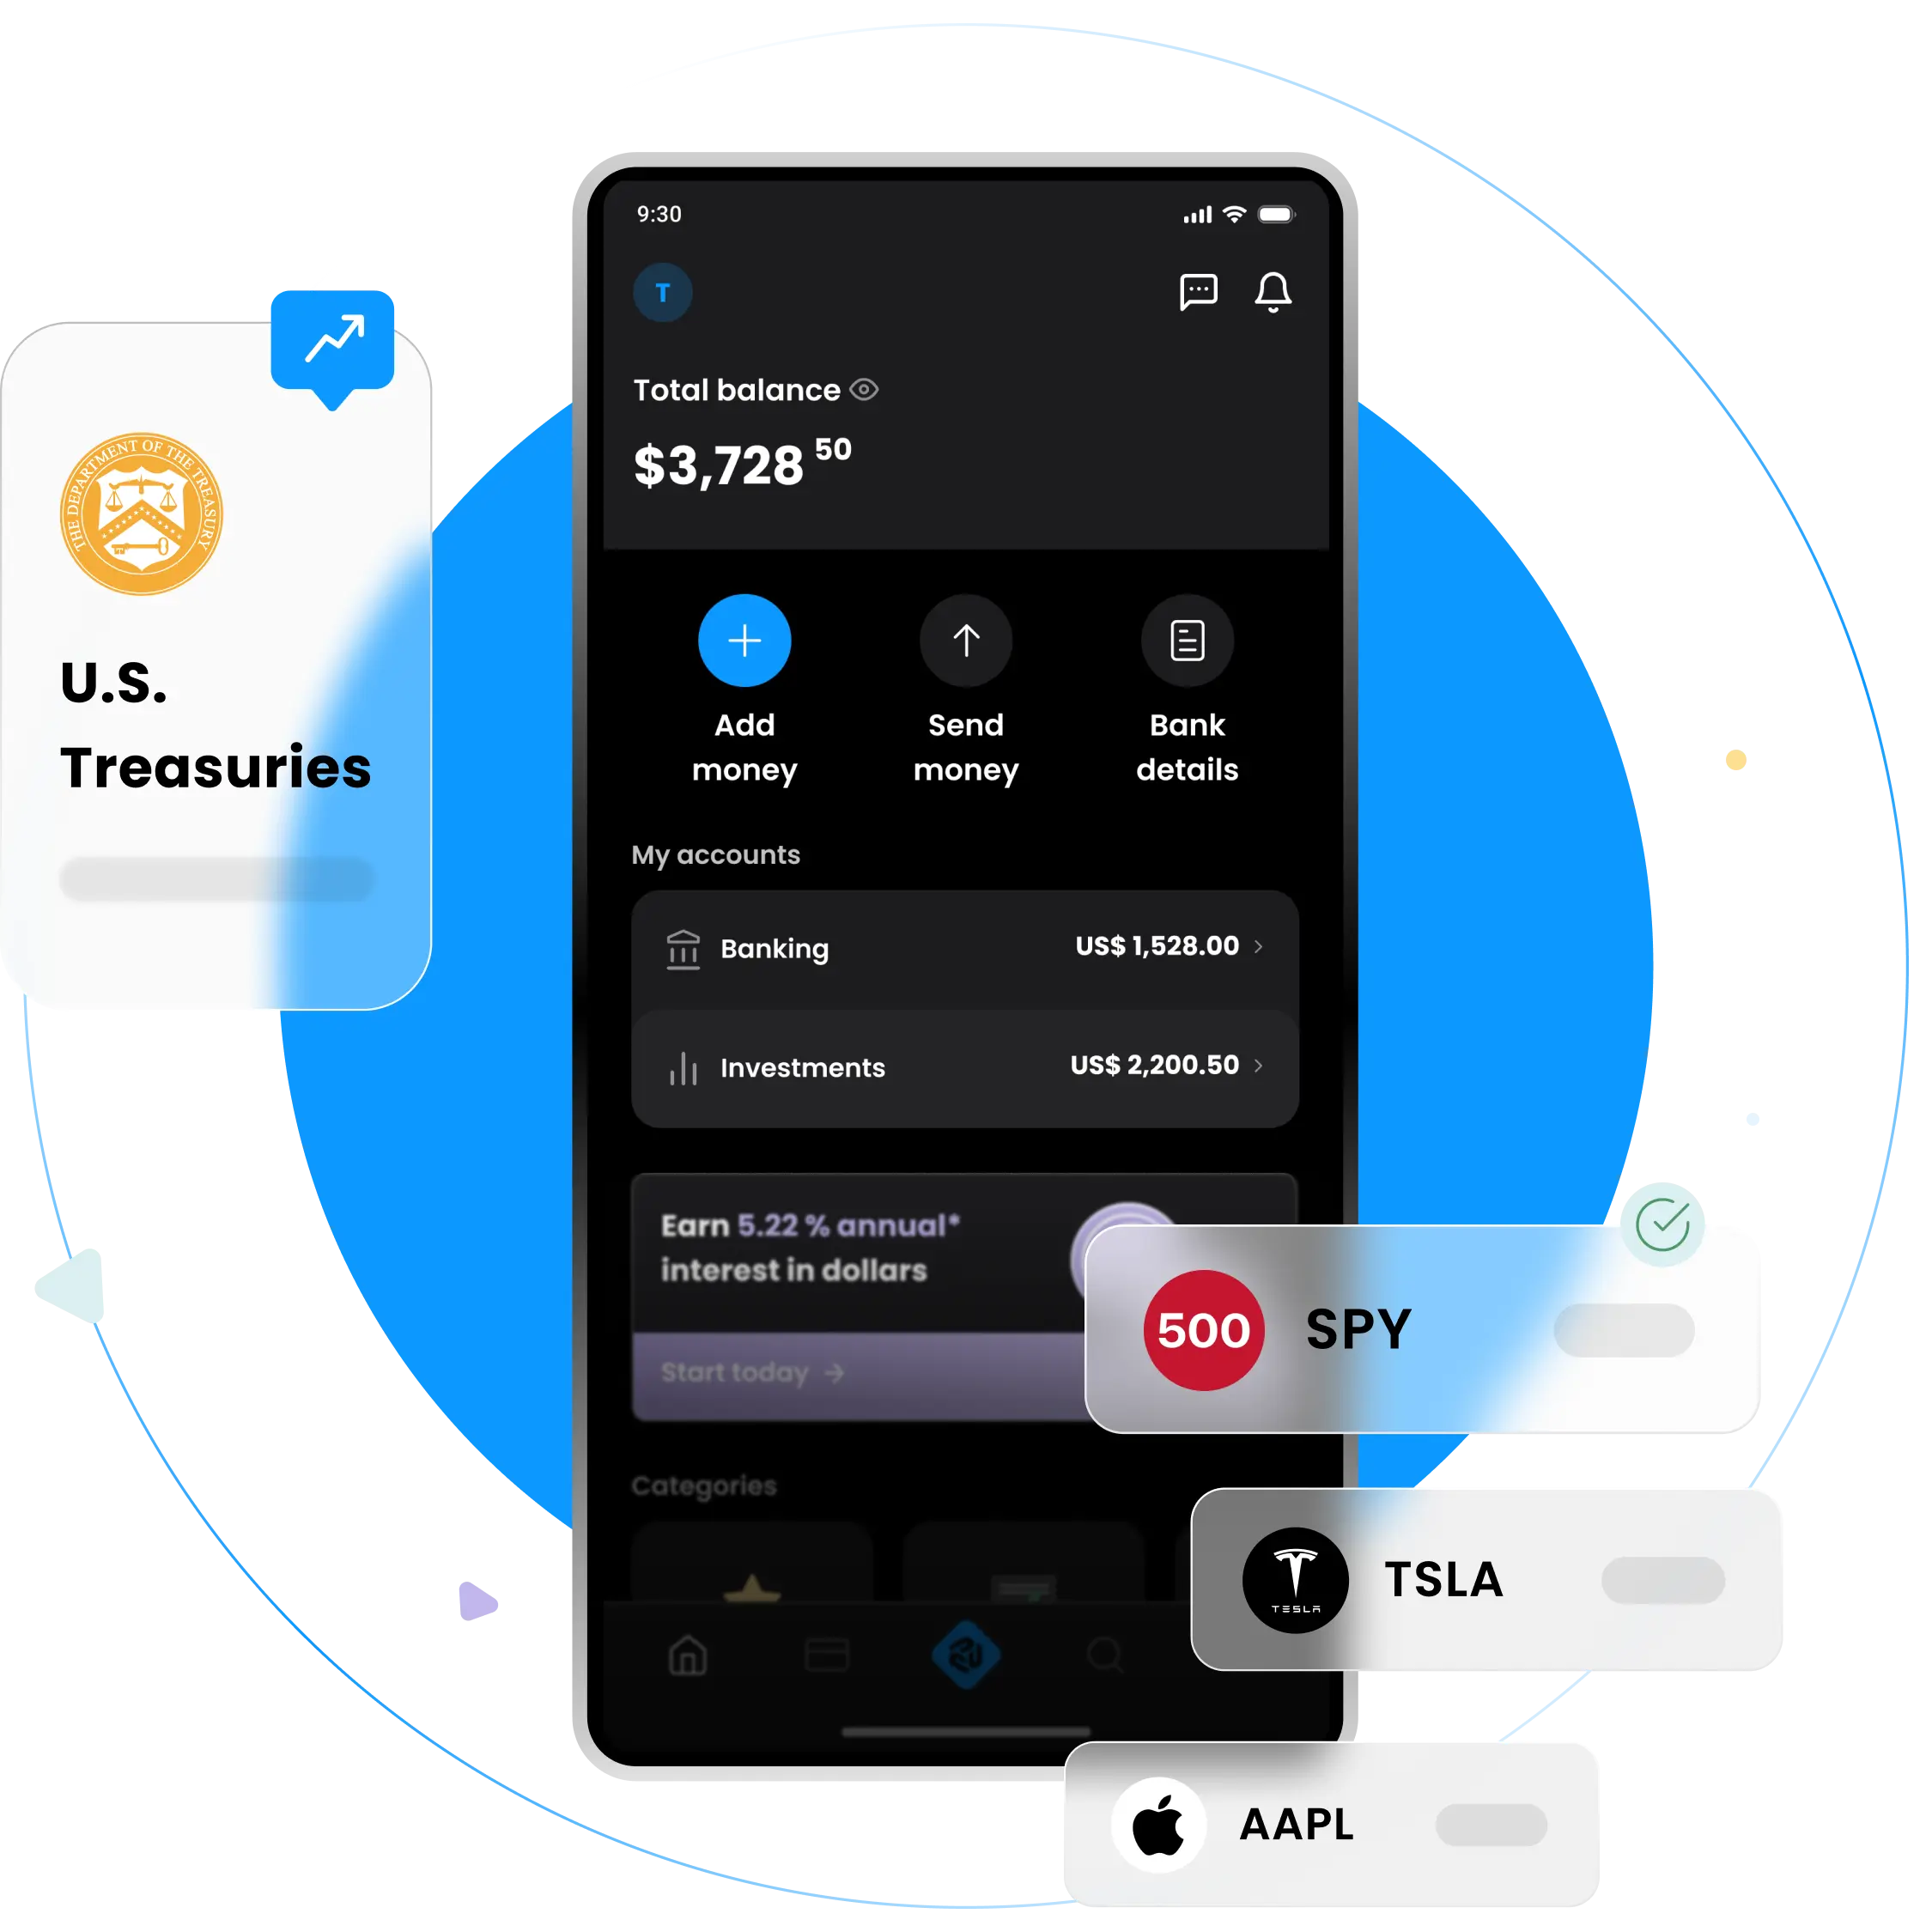 9:30
T
Total balance
$3,728 50
THE DEPARTMENT OF THE TREASURY
U.S.
Treasuries
Add
money
Send
money
Bank
details
My accounts
Banking US$ 1,528.00
Investments US$ 2,200.50
Earn 5.22 % annual*
interest in dollars
Start today
500 SPY
Categories
TESLA TSLA
AAPL